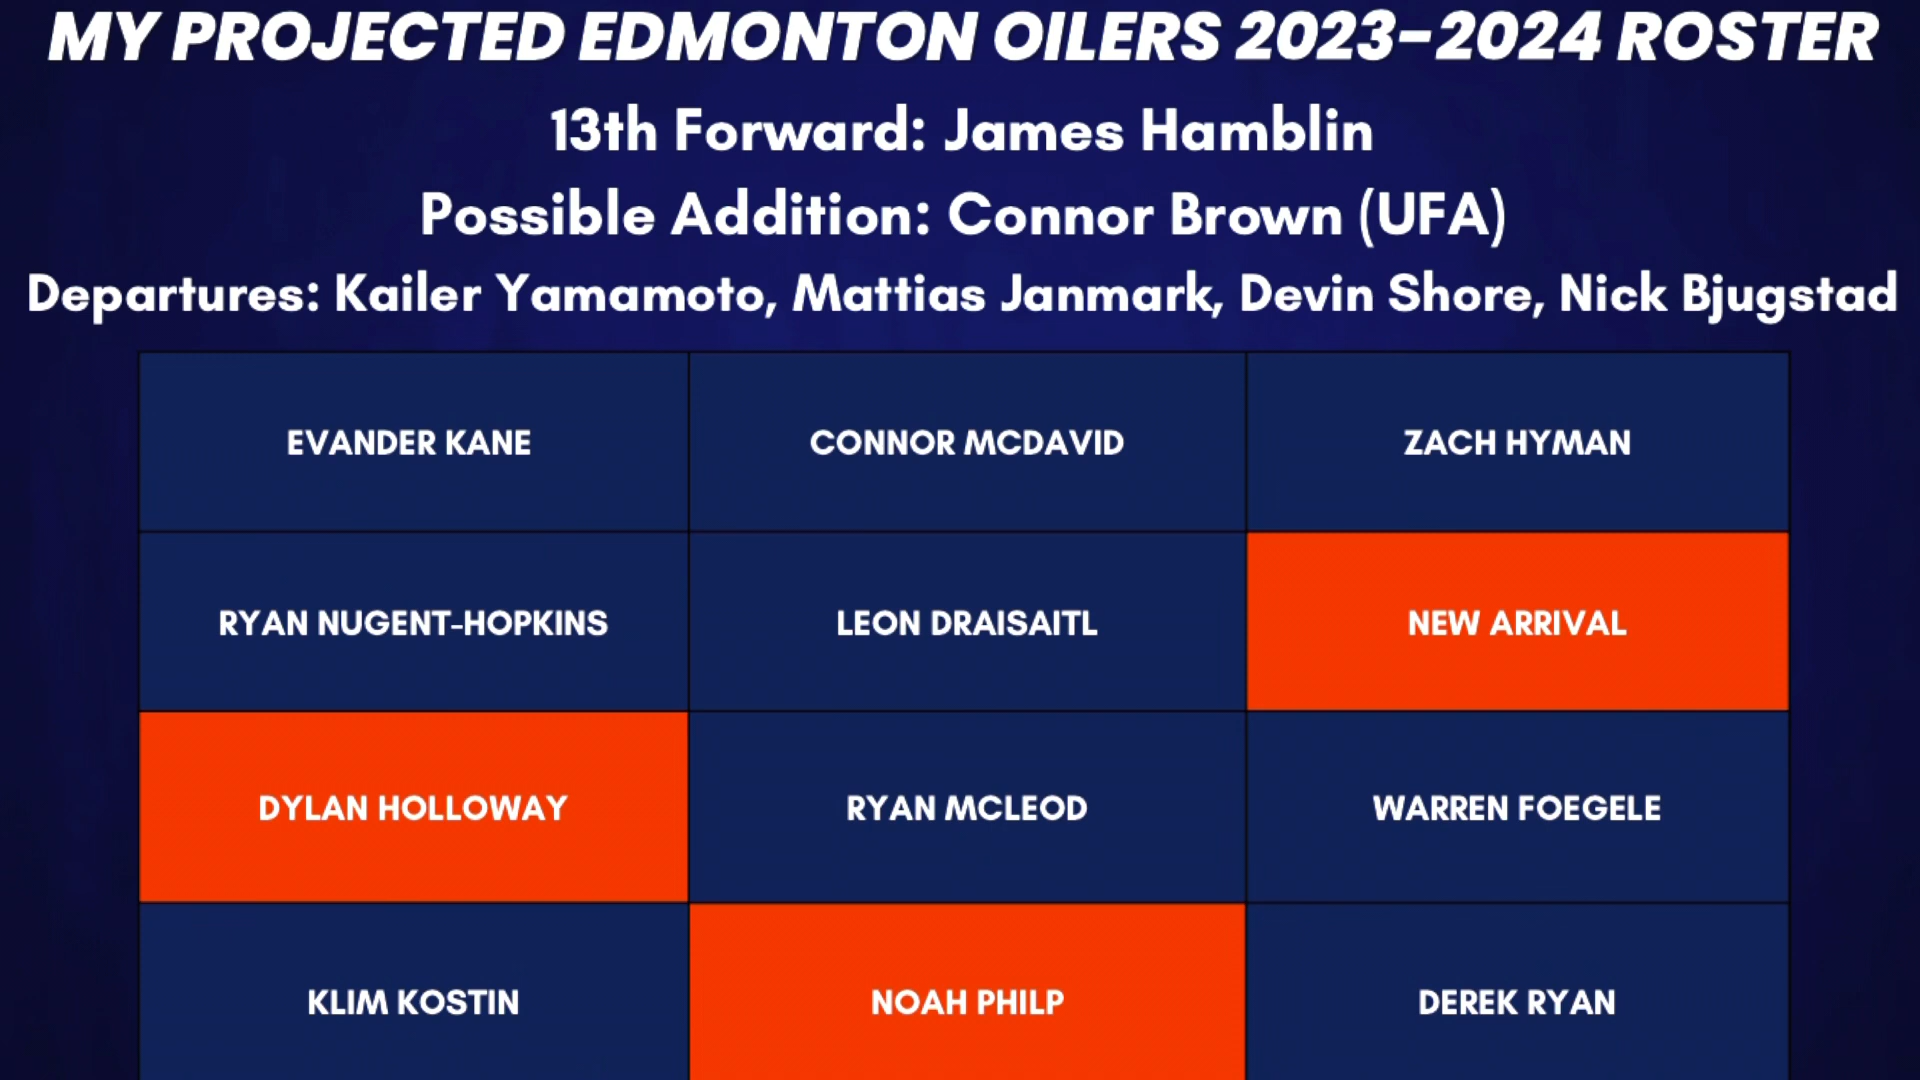 MY PROJECTED EDMONTON OILERS 2023-2024 ROSTER
13th Forward: James Hamblin
Possible Addition: Connor Brown (UFA)
Departures: Kailer Yamamoto, Mattias Janmark, Devin Shore, Nick Bjugstad
EVANDER KANE
CONNOR MCDAVID
ZACH HYMAN
RYAN NUGENT-HOPKINS
LEON DRAISAITL
NEW ARRIVAL
DYLAN HOLLOWAY
RYAN MCLEOD
WARREN FOEGELE
KLIM KOSTIN
NOAH PHILP
DEREK RYAN